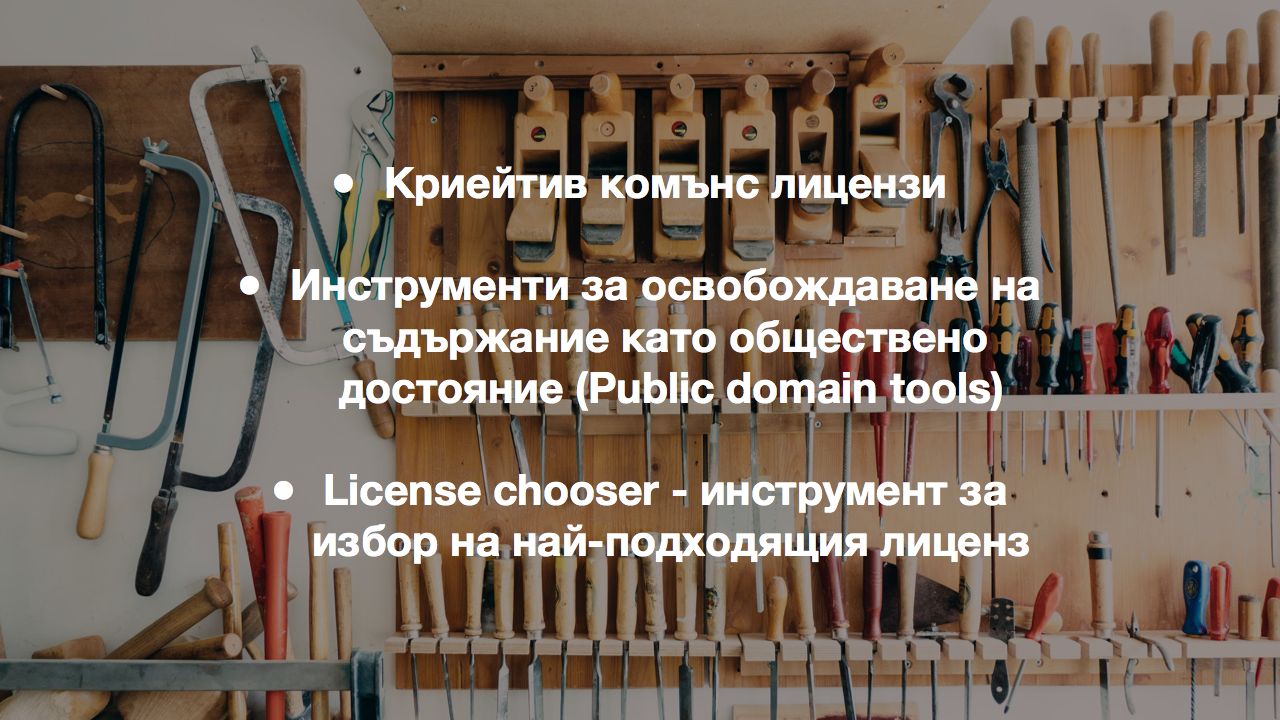 • Криейтив комънс лицензи
• Инструменти за освобождаване на
съдържание като обществено
достояние (Public domain tools)
• License chooser - инструмент за
избор на най-подходящия лиценз